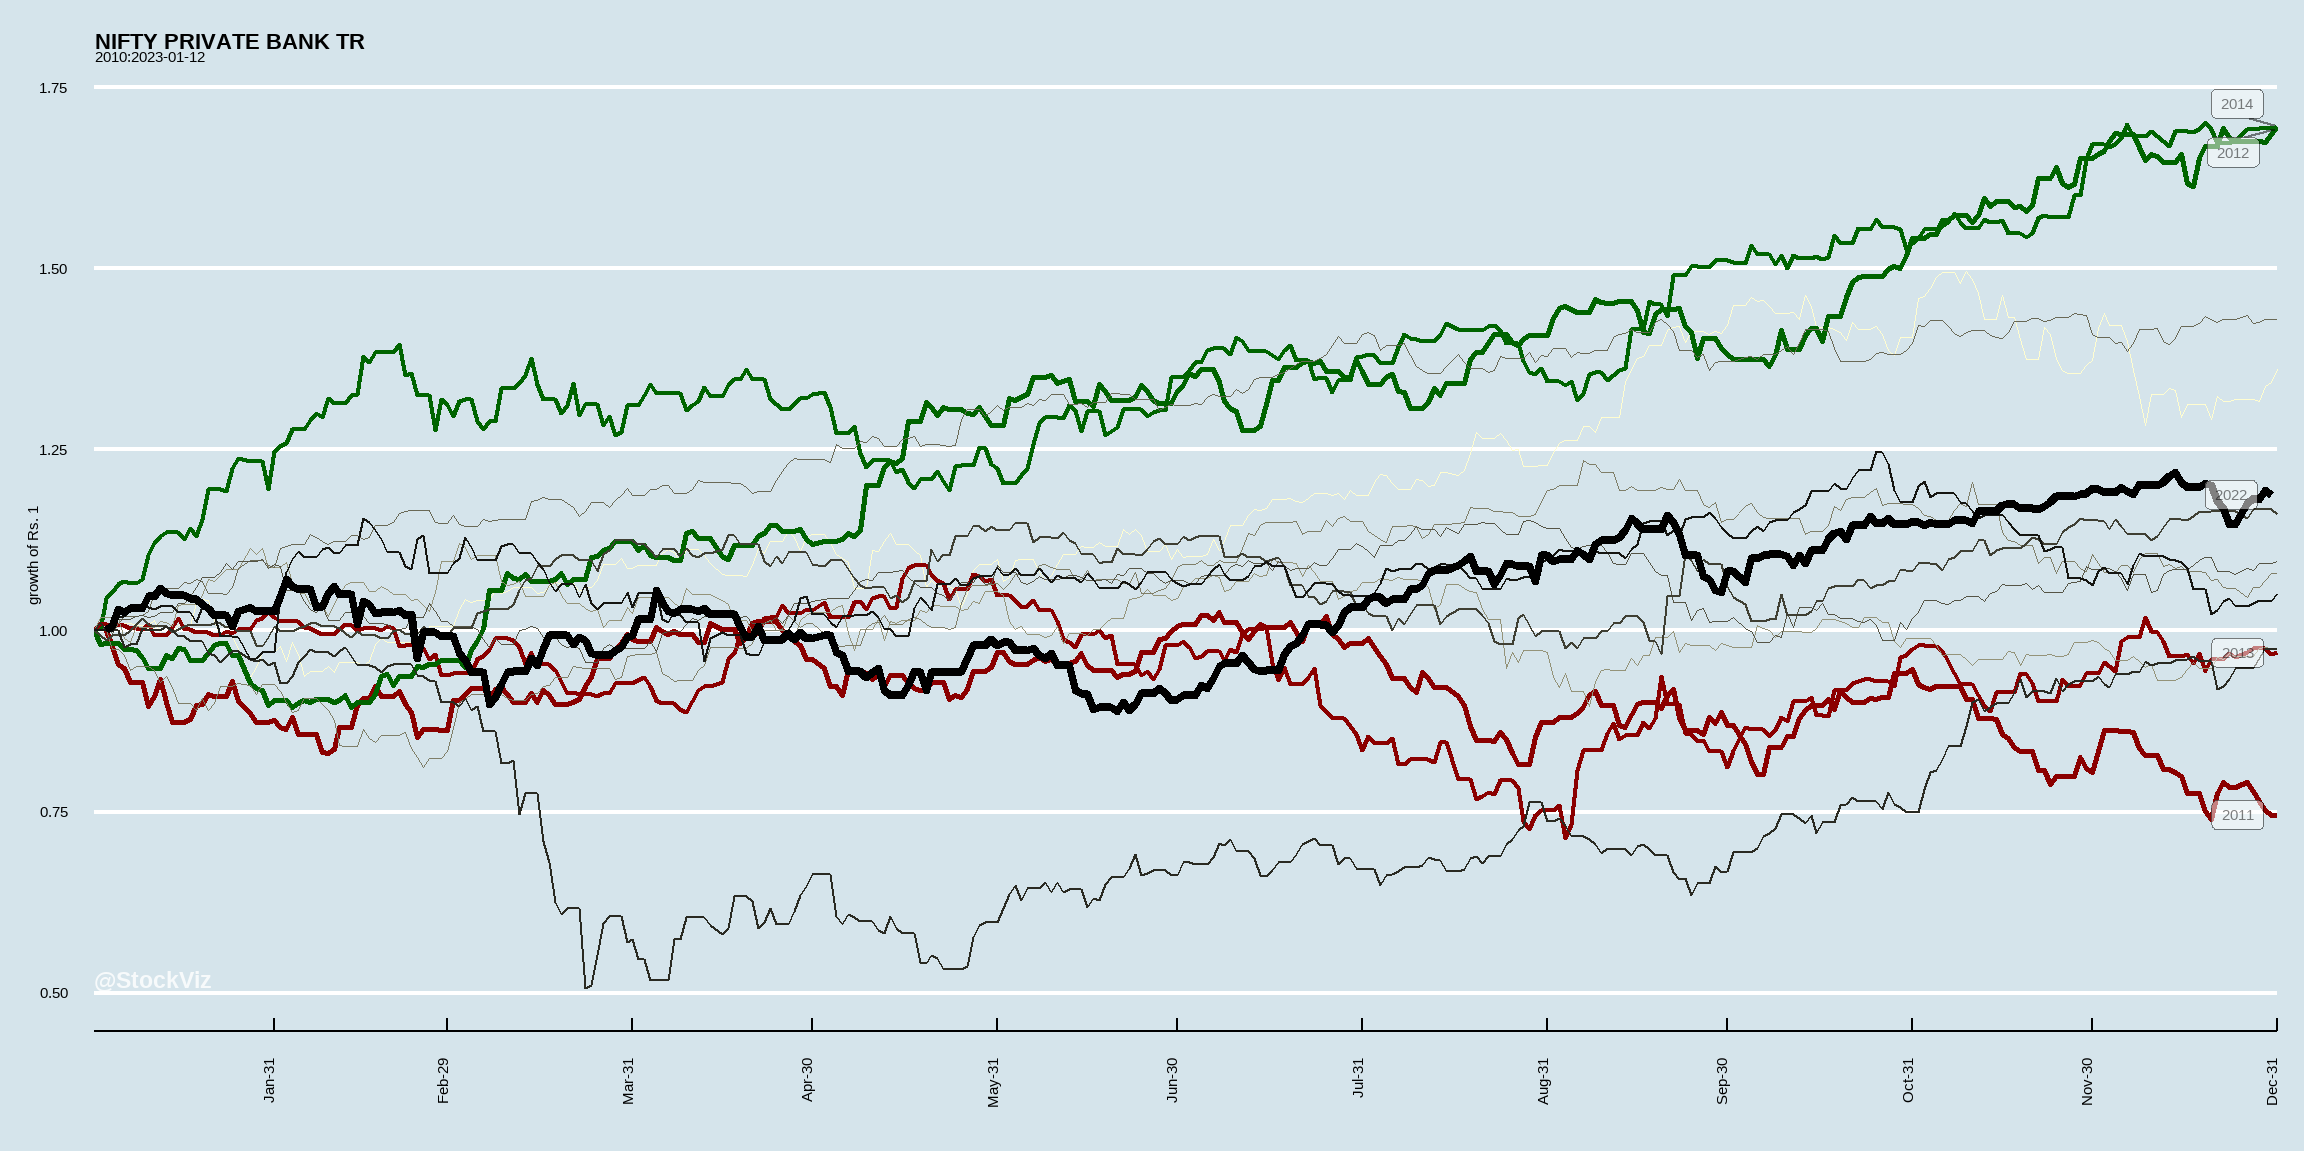 NIFTY PRIVATE BANK TR
2010:2023-01-12
growth of Rs. 1
1.75
1.50
1.25
1.00
0.75
0.50
2014
2012
2022
2013
2011
@StockViz
Jan-31
Feb-29
Mar-31
Apr-30
May-31
Jun-30
Jul-31
Aug-31
Sep-30
Oct-31
Nov-30
Dec-31